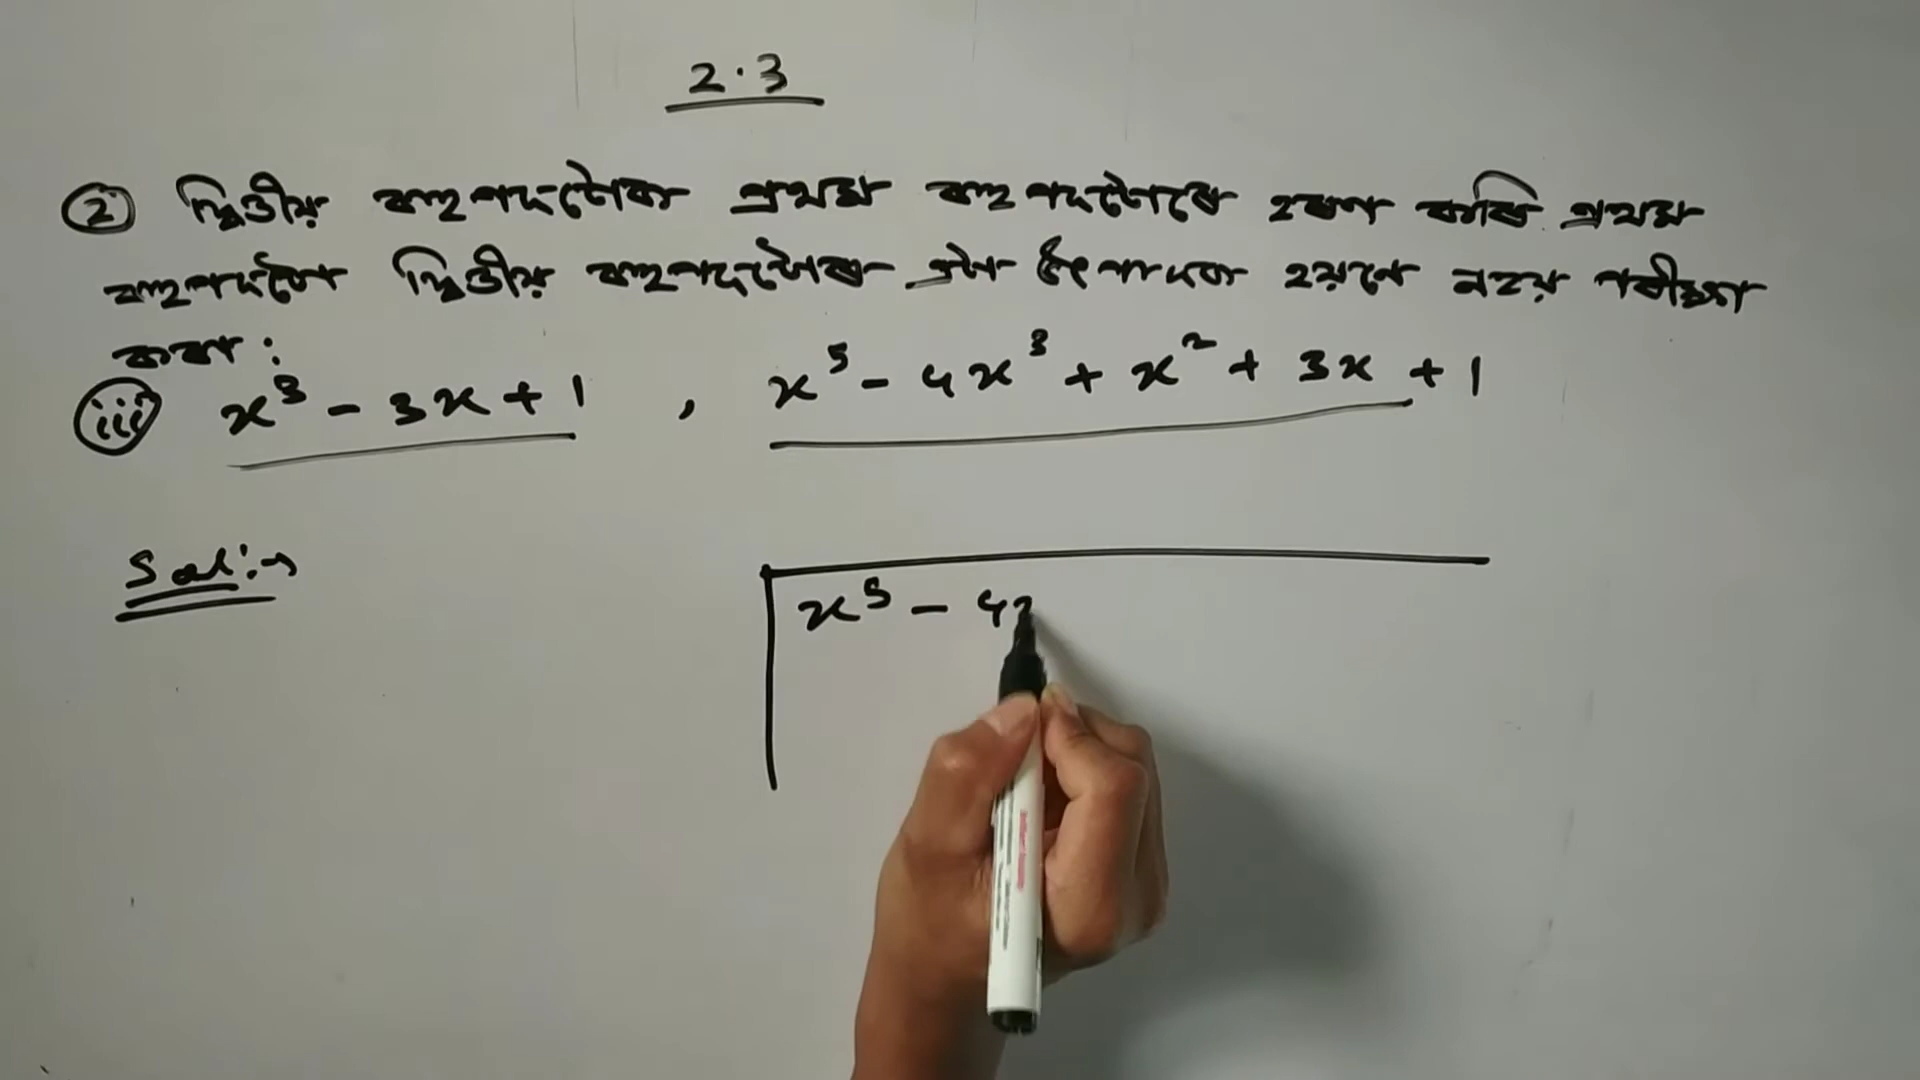 2.3
② দ্বিতীয় বহুপদটোক প্ৰথম বহুপদটোৰে হৰণ কৰি প্ৰথম
বহুপদটো দ্বিতীয় বহুপদটোৰ এটা উৎপাদক হয়নে নহয় পৰীক্ষা
কৰা :
(iii) x³ - 3x + 1 , x⁵ - 4x³ + x² + 3x + 1
Sol:→
x⁵ - 4x